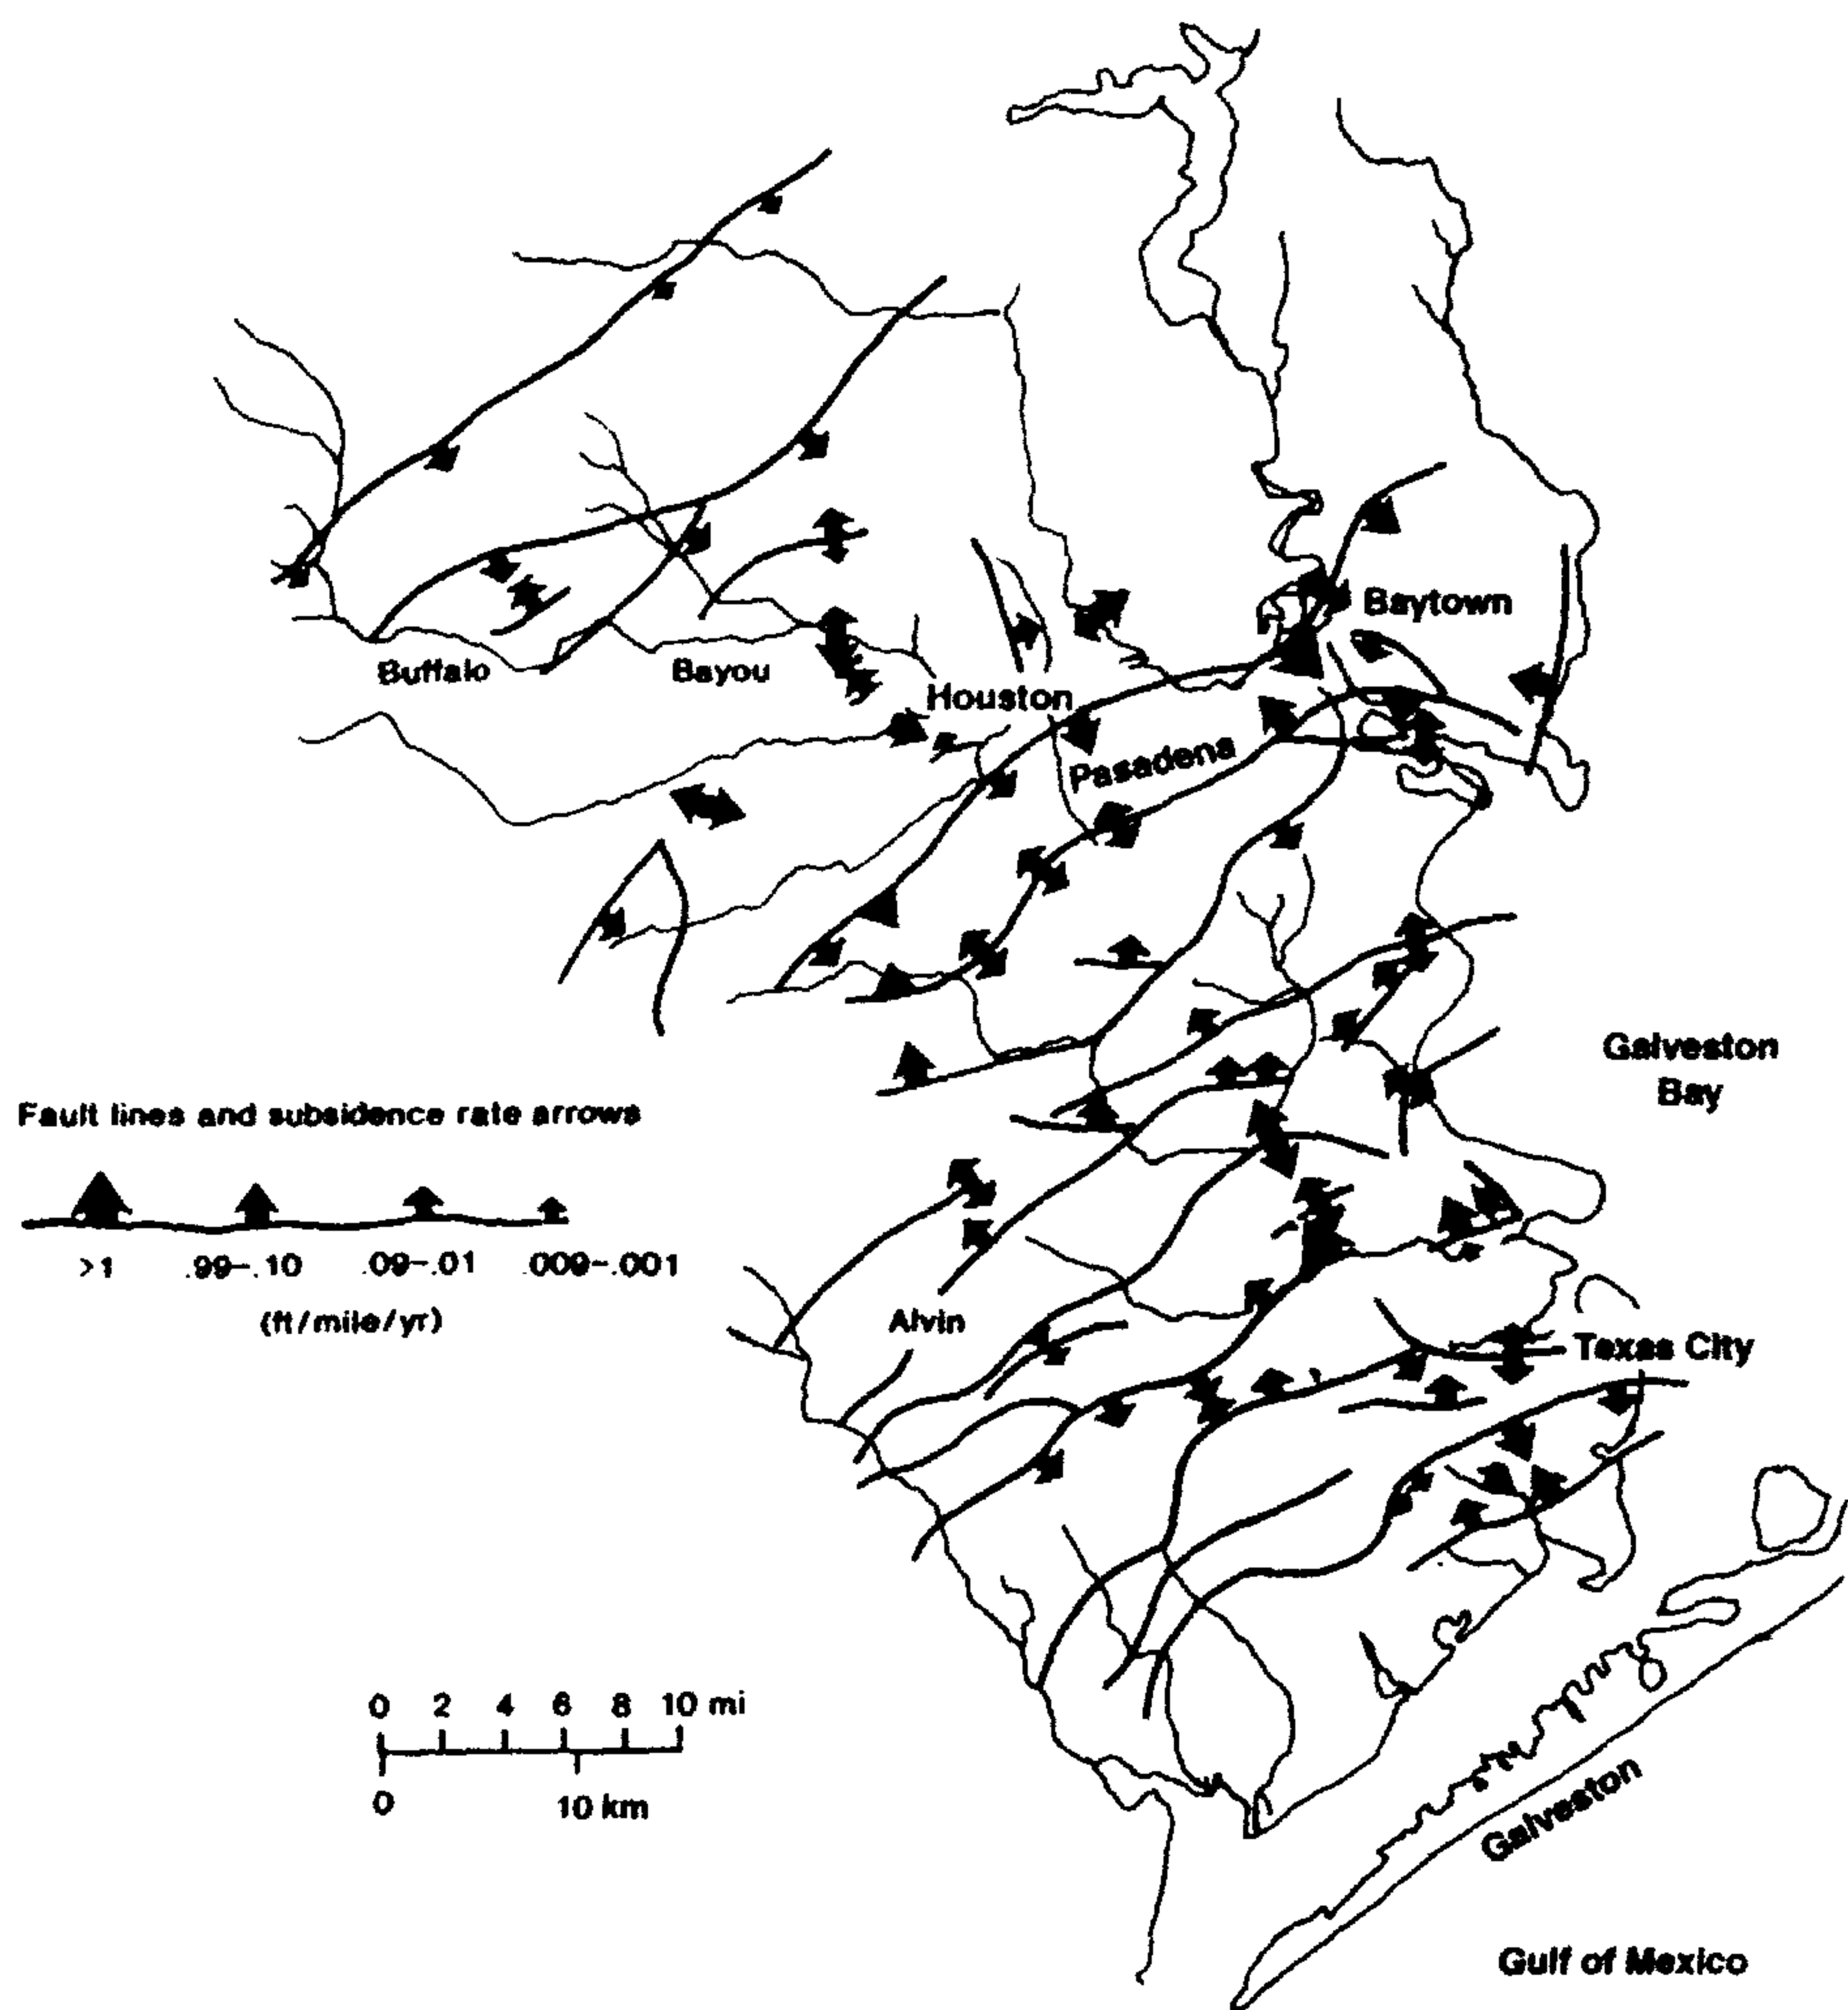 Baytown
Buffalo
Bayou
Houston
Pasadena
Galveston
Bay
Fault lines and subsidence rate arrows
>1
.99–.10
.09–.01
.009–.001
(ft/mile/yr)
Alvin
Texas City
0 2 4 6 8 10 mi
0 10 km
Galveston
Gulf of Mexico